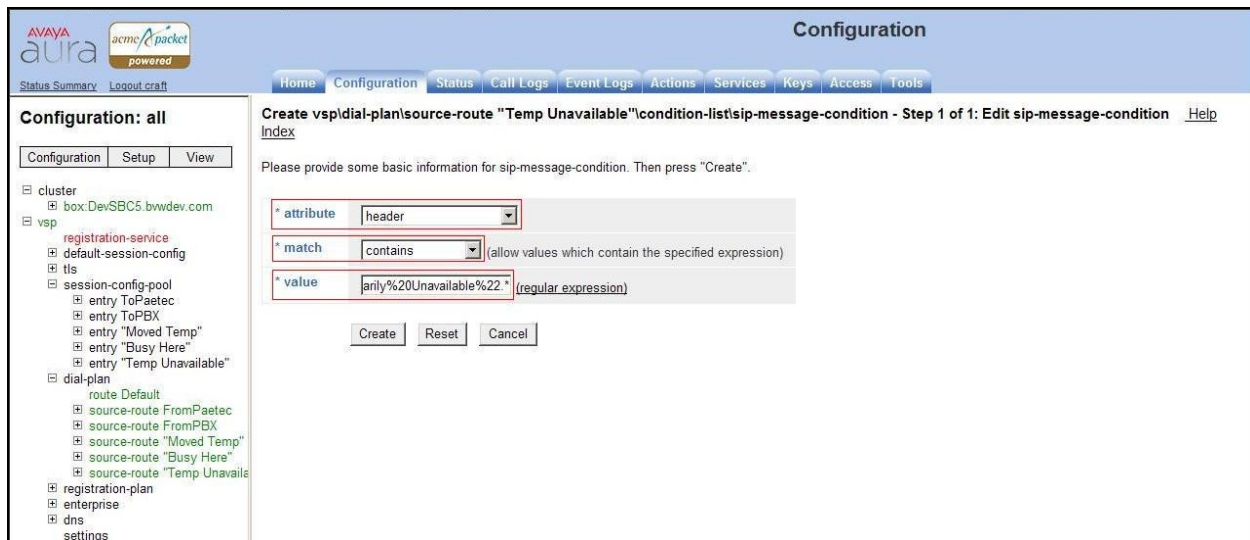 AVAYA
aura
acme packet
powered
Configuration
Status Summary Logout craft
Home Configuration Status Call Logs Event Logs Actions Services Keys Access Tools
Configuration: all
Configuration Setup View
cluster
box:DevSBC5.bvwdev.com
vsp
registration-service
default-session-config
tls
session-config-pool
entry ToPaetec
entry ToPBX
entry "Moved Temp"
entry "Busy Here"
entry "Temp Unavailable"
dial-plan
route Default
source-route FromPaetec
source-route FromPBX
source-route "Moved Temp"
source-route "Busy Here"
source-route "Temp Unavaila
registration-plan
enterprise
dns
settings
Create vsp\dial-plan\source-route "Temp Unavailable"\condition-list\sip-message-condition - Step 1 of 1: Edit sip-message-condition Help
Index
Please provide some basic information for sip-message-condition. Then press "Create".
* attribute header
* match contains (allow values which contain the specified expression)
* value arily%20Unavailable%22.* (regular expression)
Create Reset Cancel